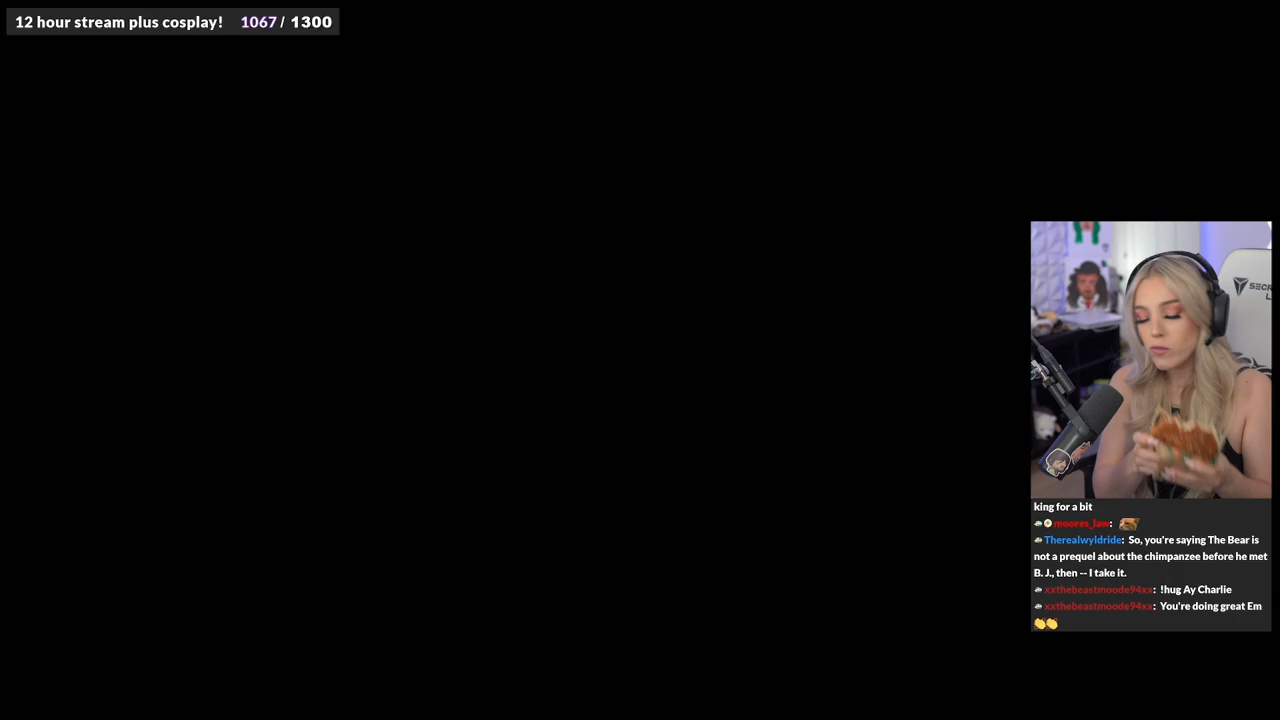 12 hour stream plus cosplay! 1067 / 1300
SECR
L
king for a bit
moores_law:
Therealwyldride: So, you're saying The Bear is
not a prequel about the chimpanzee before he met
B. J., then -- I take it.
xxthebeastmoode94xx: !hug Ay Charlie
xxthebeastmoode94xx: You're doing great Em